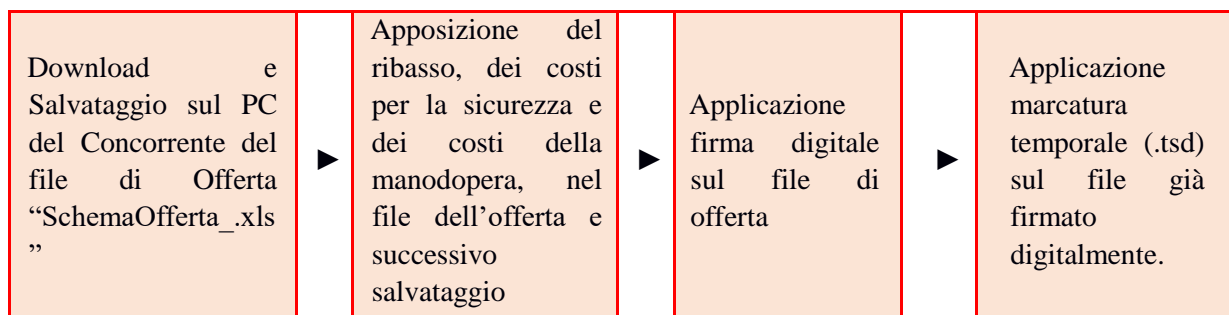 Download e
Salvataggio sul PC
del Concorrente del
file di Offerta
“SchemaOfferta_.xls
”
Apposizione del
ribasso, dei costi
per la sicurezza e
dei costi della
manodopera, nel
file dell’offerta e
successivo
salvataggio
Applicazione
firma digitale
sul file di
offerta
Applicazione
marcatura
temporale (.tsd)
sul file già
firmato
digitalmente.